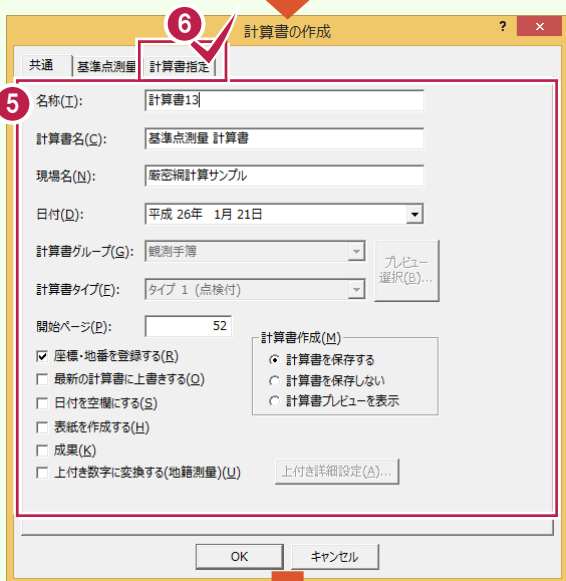 6
計算書の作成
? ×
共通 基準点測量 計算書指定
5
名称(T): 計算書13
計算書名(C): 基準点測量 計算書
現場名(N): 厳密網計算サンプル
日付(D): 平成 26年 1月 21日
計算書グループ(G): 観測手簿
プレビュー
選択(B)...
計算書タイプ(F): タイプ 1 (点検付)
開始ページ(P): 52
計算書作成(M)
座標・地番を登録する(R)
計算書を保存する
最新の計算書に上書きする(O)
計算書を保存しない
日付を空欄にする(S)
計算書プレビューを表示
表紙を作成する(H)
成果(K)
上付き数字に変換する(地籍測量)(U) 上付き詳細設定(A)...
OK キャンセル